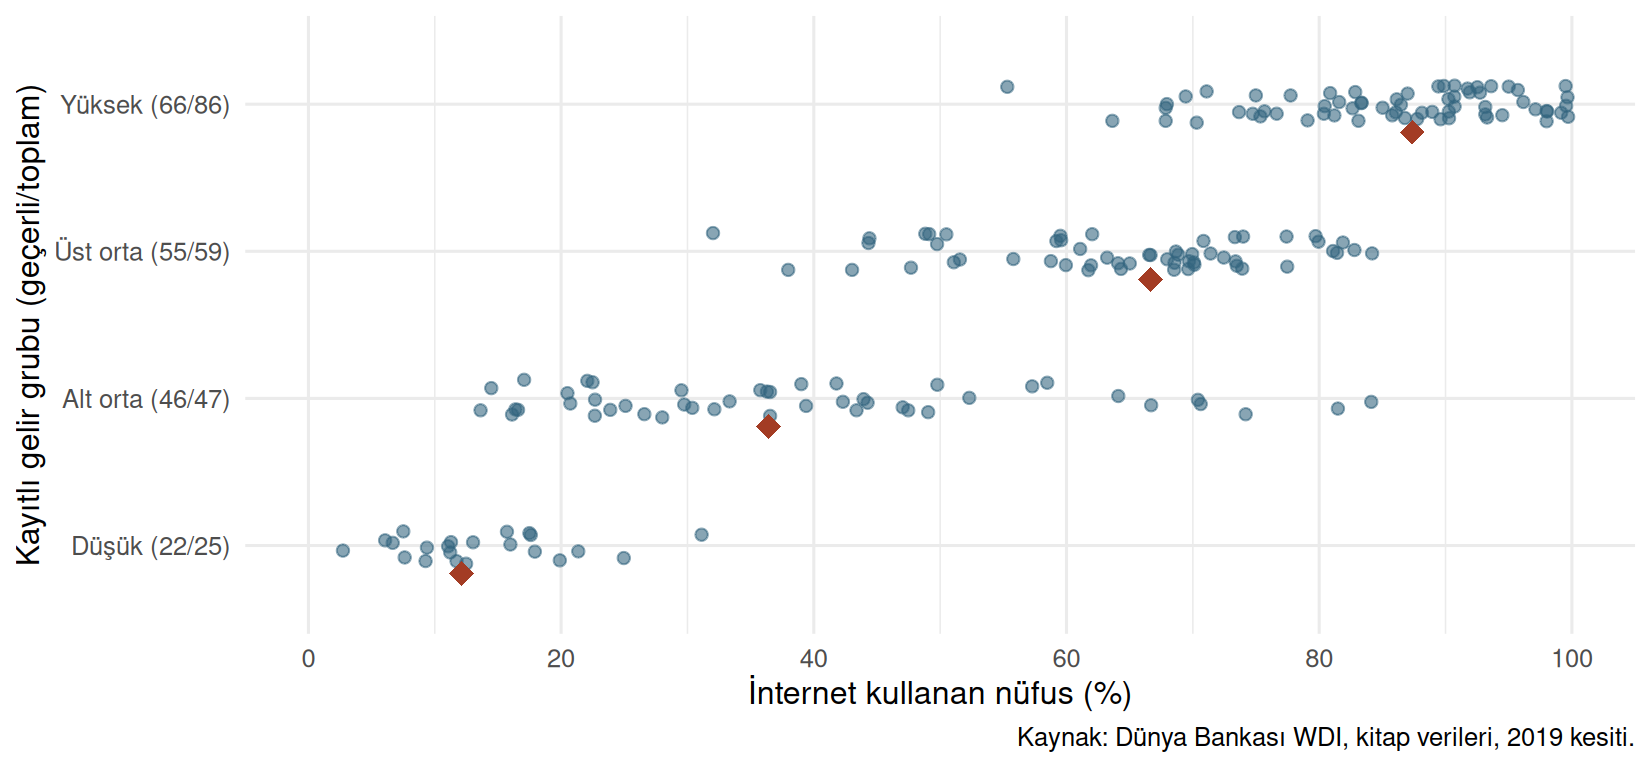 Kayıtlı gelir grubu (geçerli/toplam)
Yüksek (66/86)
Üst orta (55/59)
Alt orta (46/47)
Düşük (22/25)
0 20 40 60 80 100
İnternet kullanan nüfus (%)
Kaynak: Dünya Bankası WDI, kitap verileri, 2019 kesiti.